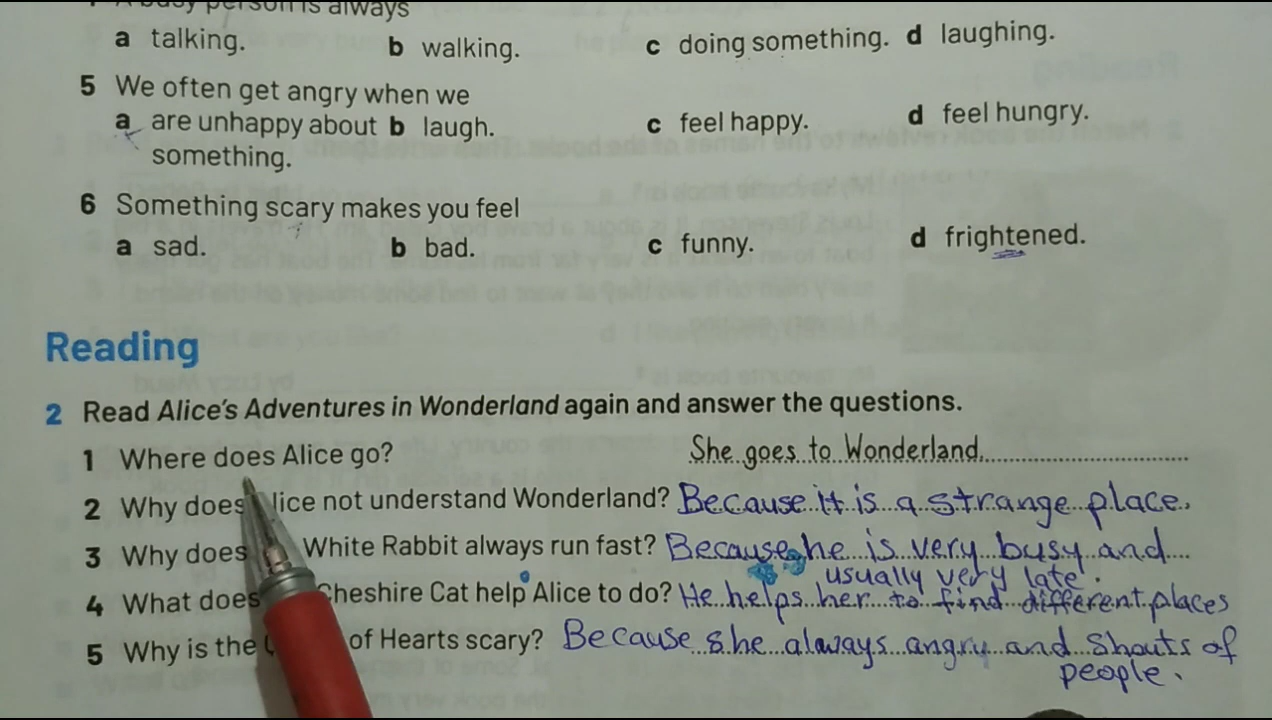 A busy person is always
a talking. b walking. c doing something. d laughing.
5 We often get angry when we
a are unhappy about b laugh. c feel happy. d feel hungry.
something.
6 Something scary makes you feel
a sad. b bad. c funny. d frightened.
Reading
2 Read Alice's Adventures in Wonderland again and answer the questions.
1 Where does Alice go? She goes to Wonderland.
2 Why does lice not understand Wonderland? Because it is a strange place.
3 Why does White Rabbit always run fast? Because he is very busy and
usually very late.
4 What does Cheshire Cat help Alice to do? He helps her to find different places
5 Why is the of Hearts scary? Because she always angry and Shouts of
people.